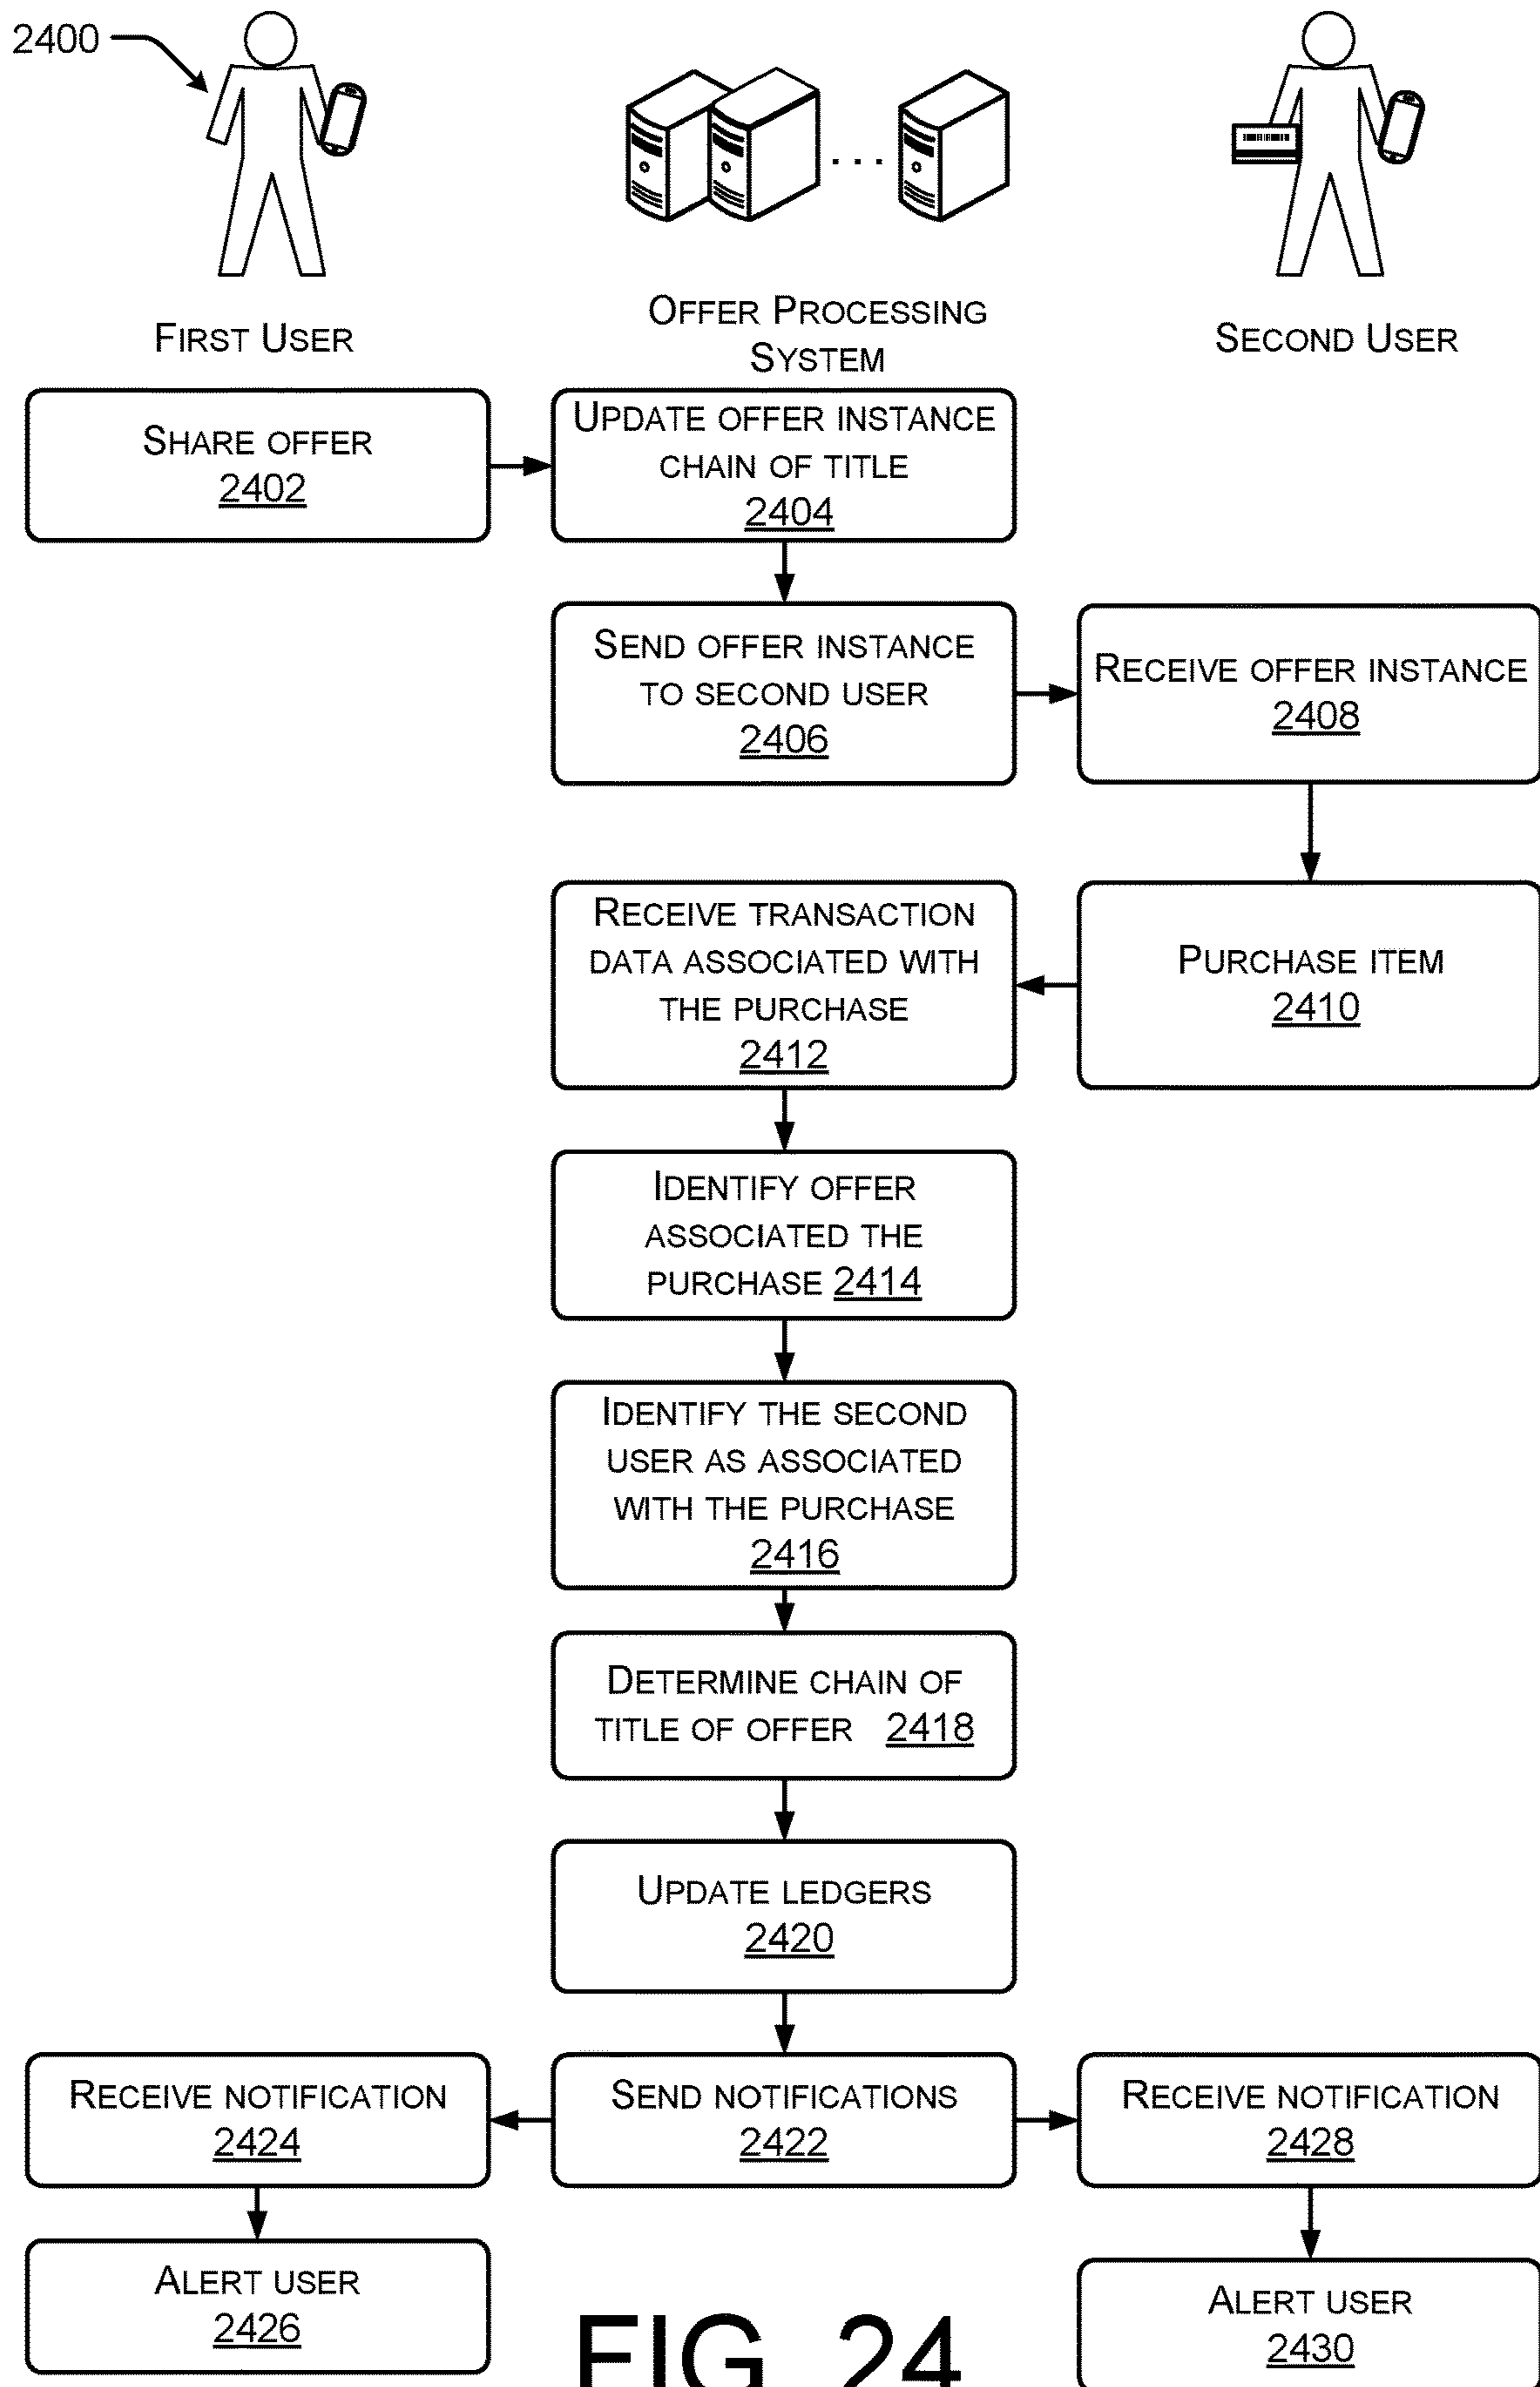 2400
FIRST USER
OFFER PROCESSING
SYSTEM
SECOND USER
SHARE OFFER
2402
UPDATE OFFER INSTANCE
CHAIN OF TITLE
2404
SEND OFFER INSTANCE
TO SECOND USER
2406
RECEIVE OFFER INSTANCE
2408
RECEIVE TRANSACTION
DATA ASSOCIATED WITH
THE PURCHASE
2412
PURCHASE ITEM
2410
IDENTIFY OFFER
ASSOCIATED THE
PURCHASE 2414
IDENTIFY THE SECOND
USER AS ASSOCIATED
WITH THE PURCHASE
2416
DETERMINE CHAIN OF
TITLE OF OFFER 2418
UPDATE LEDGERS
2420
RECEIVE NOTIFICATION
2424
SEND NOTIFICATIONS
2422
RECEIVE NOTIFICATION
2428
ALERT USER
2426
ALERT USER
2430
FIG. 24